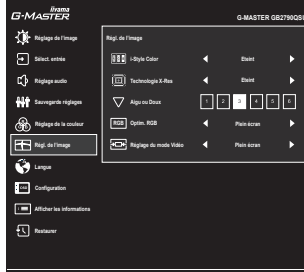 iiyama
G-MASTER
G-MASTER GB2790QSU
Réglage de l'image
Sélect. entrée
Réglage audio
Sauvegarde réglages
Réglage de la couleur
Régl. de l'image
Langue
Configuration
Afficher les informations
Restaurer
Régl. de l'image
i-Style Color
Eteint
Technologie X-Res
Eteint
Aigu ou Doux
1 2 3 4 5 6
RGB Optim. RGB
Plein écran
Réglage du mode Vidéo
Plein écran